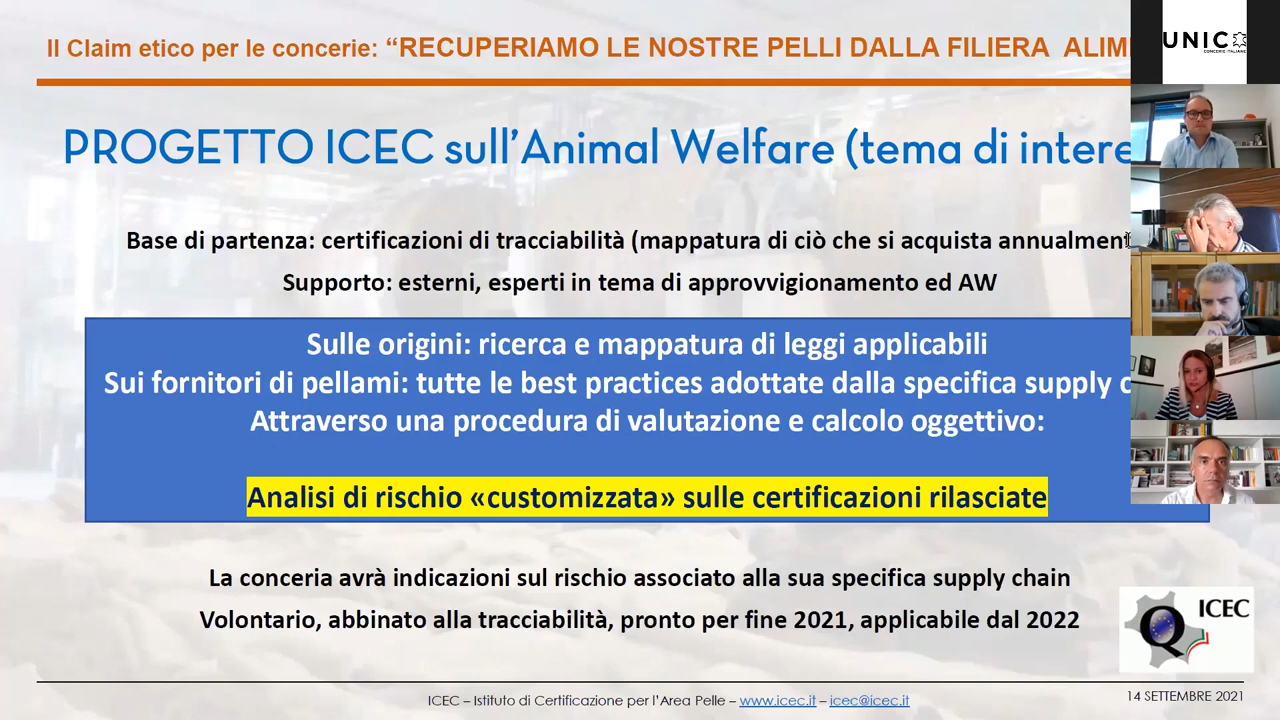 Il Claim etico per le concerie: “RECUPERIAMO LE NOSTRE PELLI DALLA FILIERA
UNIC
CONCERIE ITALIANE
PROGETTO ICEC sull’Animal Welfare (tema di
Base di partenza: certificazioni di tracciabilità (mappatura di ciò che si acquista
Supporto: esterni, esperti in tema di approvvigionamento ed AW
Sulle origini: ricerca e mappatura di leggi applicabili
Sui fornitori di pellami: tutte le best practices adottate dalla specifica supply
Attraverso una procedura di valutazione e calcolo oggettivo:
Analisi di rischio «customizzata» sulle certificazioni rilasciate
La conceria avrà indicazioni sul rischio associato alla sua specifica supply chain
Volontario, abbinato alla tracciabilità, pronto per fine 2021, applicabile dal 2022
Q ICEC
ICEC – Istituto di Certificazione per l’Area Pelle – www.icec.it – icec@icec.it
14 SETTEMBRE 2021